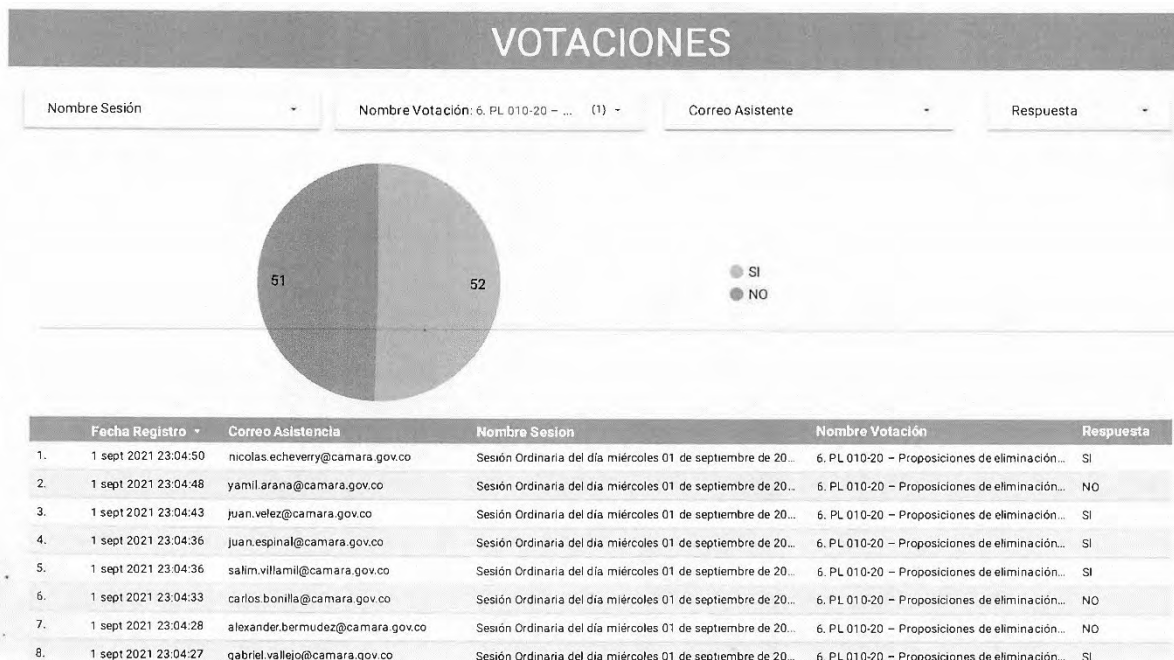 VOTACIONES
Nombre Sesión Nombre Votación: 6. PL 010-20 – ... (1) Correo Asistente Respuesta
51 52
SI
NO
Fecha Registro Correo Asistencia Nombre Sesion Nombre Votación Respuesta
1. 1 sept 2021 23:04:50 nicolas.echeverry@camara.gov.co Sesión Ordinaria del día miércoles 01 de septiembre de 20... 6. PL 010-20 – Proposiciones de eliminación... SI
2. 1 sept 2021 23:04:48 yamil.arana@camara.gov.co Sesión Ordinaria del día miércoles 01 de septiembre de 20... 6. PL 010-20 – Proposiciones de eliminación... NO
3. 1 sept 2021 23:04:43 juan.velez@camara.gov.co Sesión Ordinaria del día miércoles 01 de septiembre de 20... 6. PL 010-20 – Proposiciones de eliminación... SI
4. 1 sept 2021 23:04:36 juan.espinal@camara.gov.co Sesión Ordinaria del día miércoles 01 de septiembre de 20... 6. PL 010-20 – Proposiciones de eliminación... SI
5. 1 sept 2021 23:04:36 salim.villamil@camara.gov.co Sesión Ordinaria del día miércoles 01 de septiembre de 20... 6. PL 010-20 – Proposiciones de eliminación... SI
6. 1 sept 2021 23:04:33 carlos.bonilla@camara.gov.co Sesión Ordinaria del día miércoles 01 de septiembre de 20... 6. PL 010-20 – Proposiciones de eliminación... NO
7. 1 sept 2021 23:04:28 alexander.bermudez@camara.gov.co Sesión Ordinaria del día miércoles 01 de septiembre de 20... 6. PL 010-20 – Proposiciones de eliminación... NO
8. 1 sept 2021 23:04:27 gabriel.vallejo@camara.gov.co Sesión Ordinaria del día miércoles 01 de septiembre de 20... 6. PL 010-20 – Proposiciones de eliminación... SI